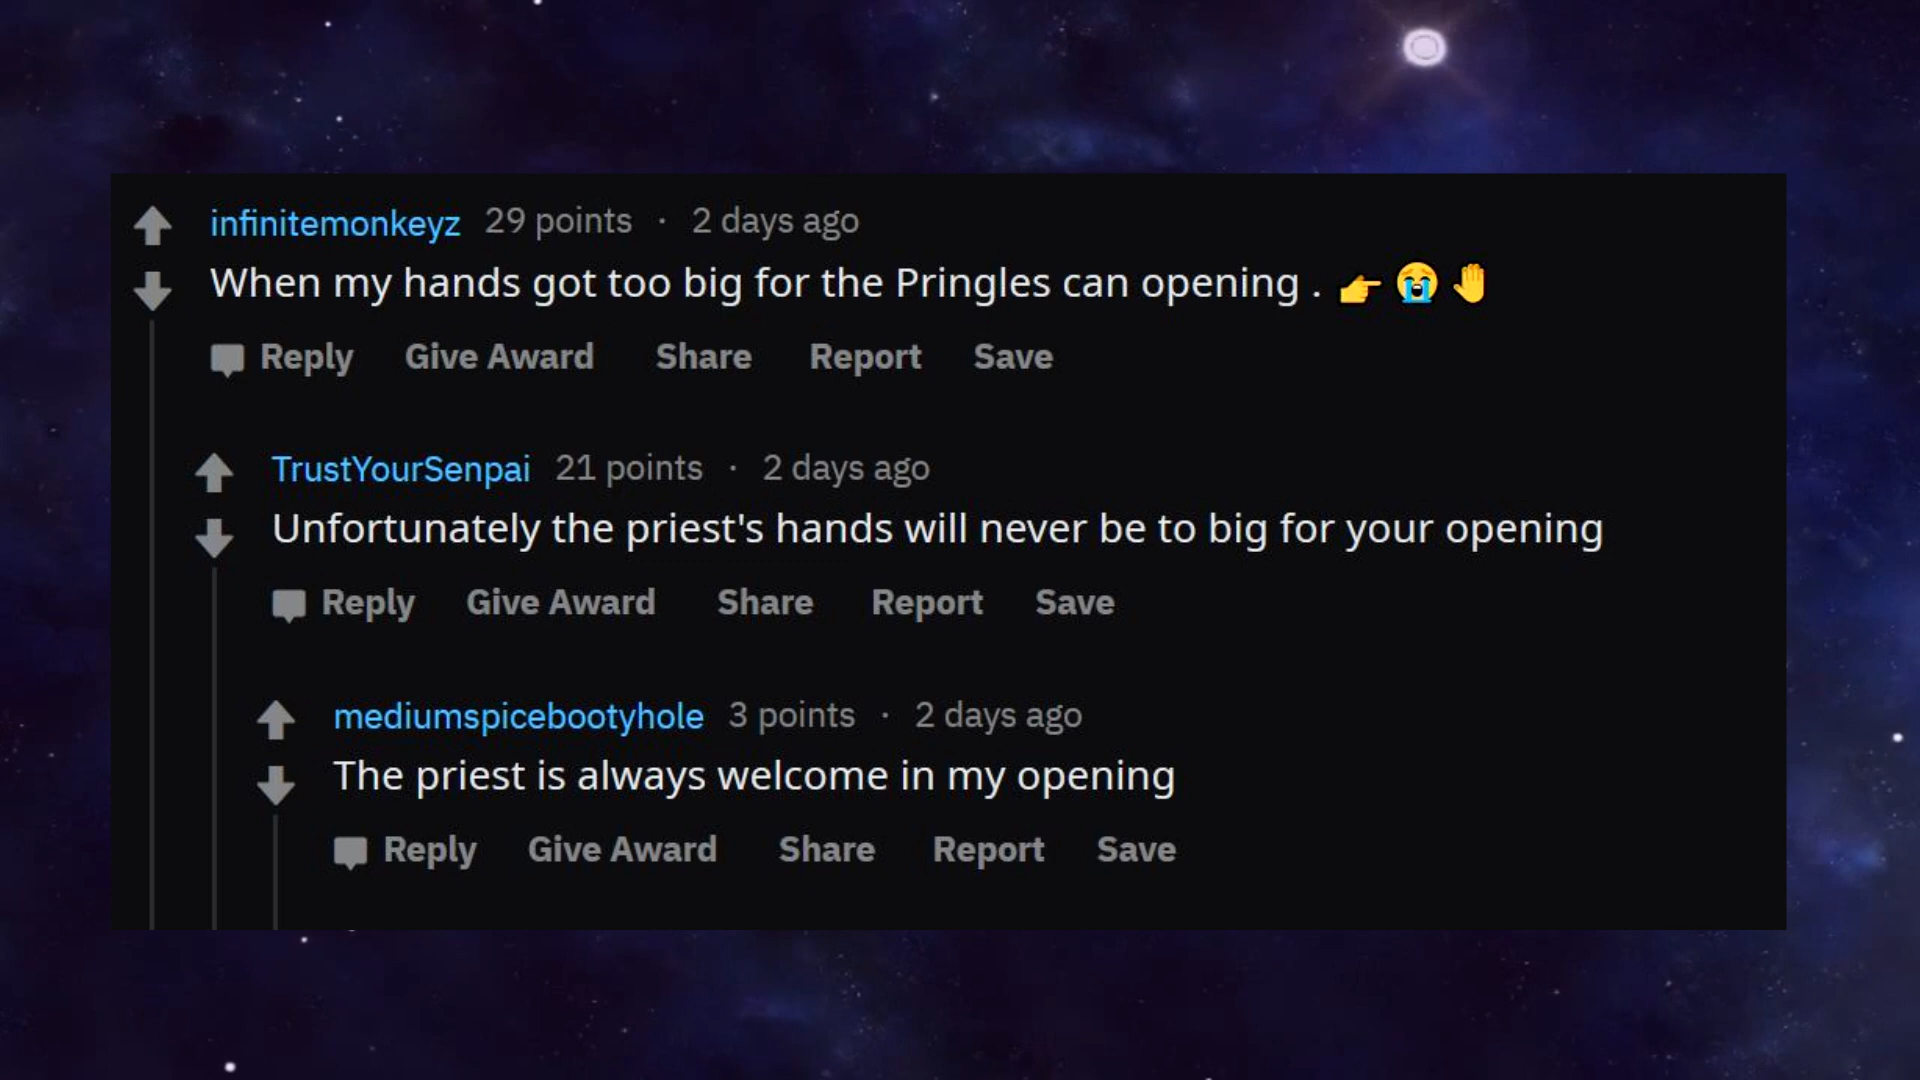 infinitemonkeyz 29 points · 2 days ago
When my hands got too big for the Pringles can opening . 👉 😭 🤚
Reply Give Award Share Report Save
TrustYourSenpai 21 points · 2 days ago
Unfortunately the priest's hands will never be to big for your opening
Reply Give Award Share Report Save
mediumspicebootyhole 3 points · 2 days ago
The priest is always welcome in my opening
Reply Give Award Share Report Save